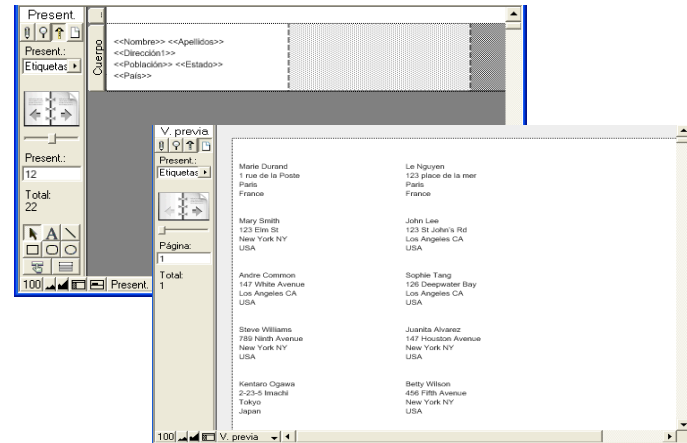 Present.
Present.:
Etiquetas
Present.:
12
Total:
22
100
Present.
Cuerpo
<<Nombre>> <<Apellidos>>
<<Dirección1>>
<<Población>> <<Estado>>
<<País>>
V. previa
Present.:
Etiquetas
Página:
1
Total:
1
100
V. previa
Marie Durand
1 rue de la Poste
Paris
France
Le Nguyen
123 place de la mer
Paris
France
Mary Smith
123 Elm St
New York NY
USA
John Lee
123 St John's Rd
Los Angeles CA
USA
Andre Common
147 White Avenue
Los Angeles CA
USA
Sophie Tang
126 Deepwater Bay
Los Angeles CA
USA
Steve Williams
789 Ninth Avenue
New York NY
USA
Juanita Alvarez
147 Houston Avenue
New York NY
USA
Kentaro Ogawa
2-23-5 Imachi
Tokyo
Japan
Betty Wilson
456 Fifth Avenue
New York NY
USA